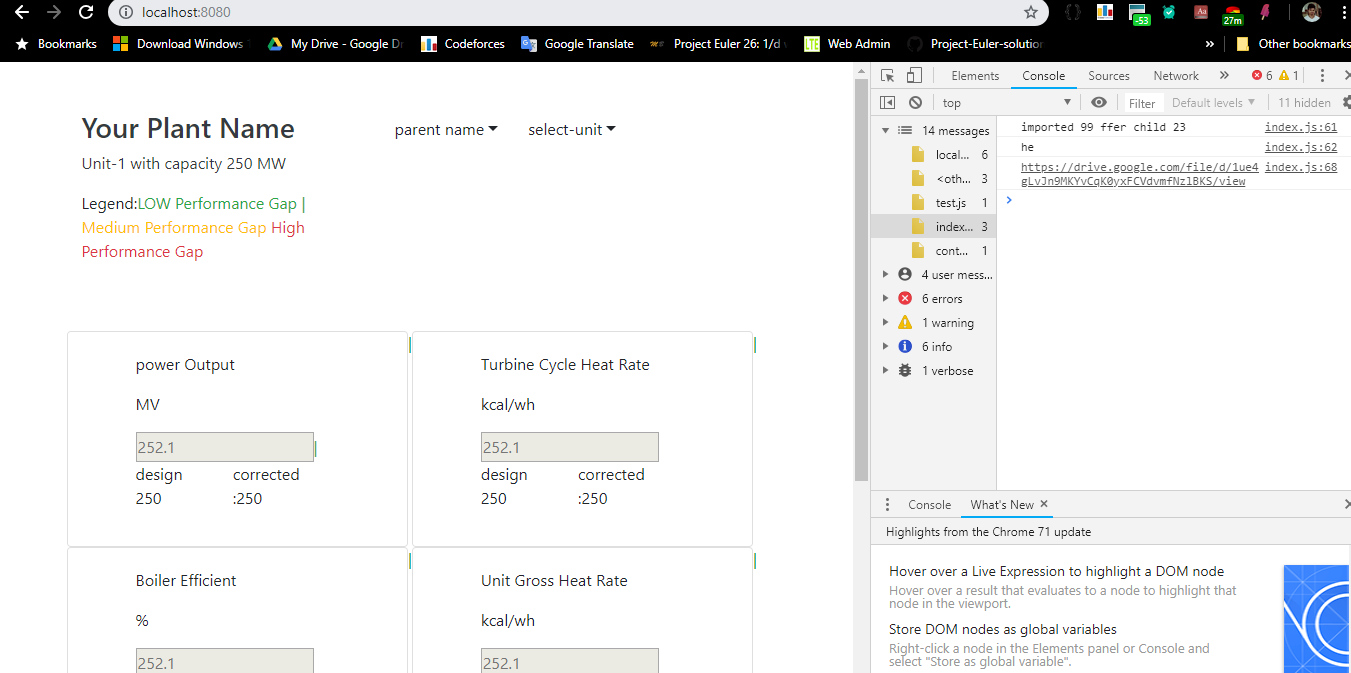 localhost:8080
-53
Aa
27m
Bookmarks
Download Windows
My Drive - Google Dr
Codeforces
Google Translate
Project Euler 26: 1/d
LTE
Web Admin
Project-Euler-solution
»
Other bookmarks
Your Plant Name
parent name
select-unit
Unit-1 with capacity 250 MW
Legend:LOW Performance Gap |
Medium Performance Gap High
Performance Gap
power Output
MV
252.1
|
design
250
corrected
:250
|
Turbine Cycle Heat Rate
kcal/wh
252.1
design
250
corrected
:250
|
Boiler Efficient
%
252.1
|
Unit Gross Heat Rate
kcal/wh
252.1
|
Elements
Console
Sources
Network
»
6
1
top
Filter
Default levels
11 hidden
14 messages
local... 6
<oth... 3
test.js 1
index... 3
cont... 1
4 user mess...
6 errors
1 warning
6 info
1 verbose
imported 99 ffer child 23 index.js:61
he index.js:62
https://drive.google.com/file/d/1ue4 index.js:68
gLvJn9MKYvCqK0yxFCVdvmfNzlBKS/view
Console
What's New
Highlights from the Chrome 71 update
Hover over a Live Expression to highlight a DOM node
Hover over a result that evaluates to a node to highlight that
node in the viewport.
Store DOM nodes as global variables
Right-click a node in the Elements panel or Console and
select "Store as global variable".